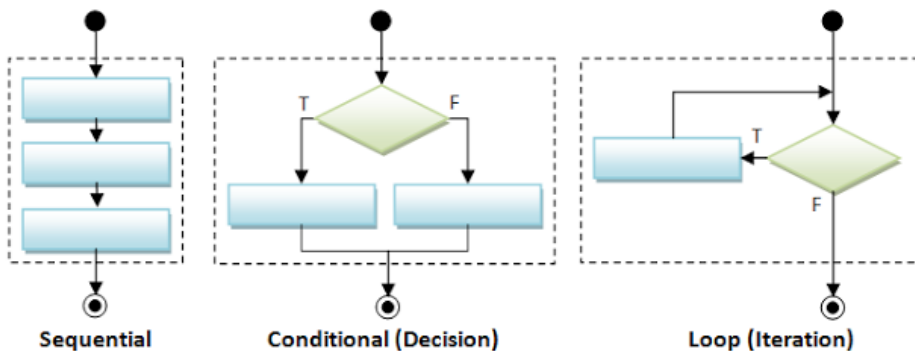 T
F
T
F
Sequential
Conditional (Decision)
Loop (Iteration)